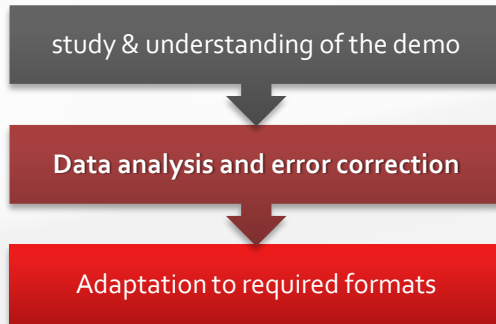 study & understanding of the demo
Data analysis and error correction
Adaptation to required formats